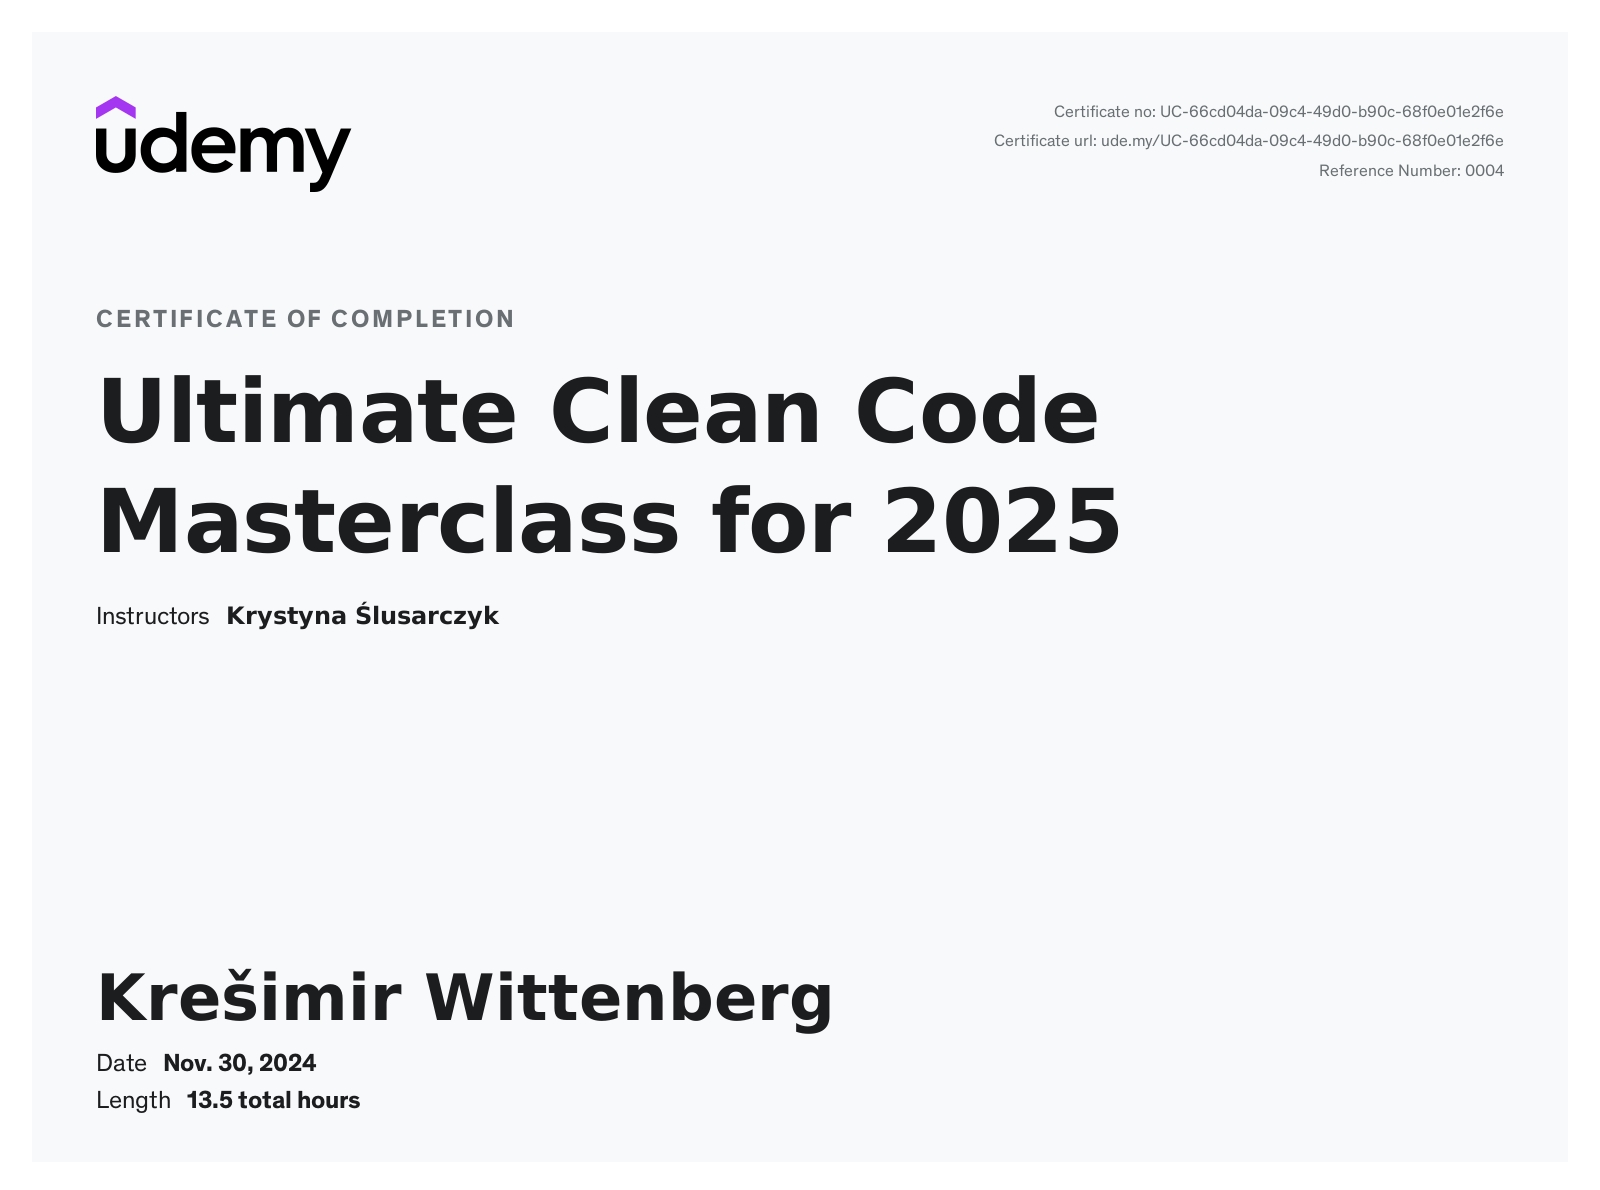 udemy
Certificate no: UC-66cd04da-09c4-49d0-b90c-68f0e01e2f6e
Certificate url: ude.my/UC-66cd04da-09c4-49d0-b90c-68f0e01e2f6e
Reference Number: 0004
CERTIFICATE OF COMPLETION
Ultimate Clean Code
Masterclass for 2025
Instructors Krystyna Ślusarczyk
Krešimir Wittenberg
Date Nov. 30, 2024
Length 13.5 total hours